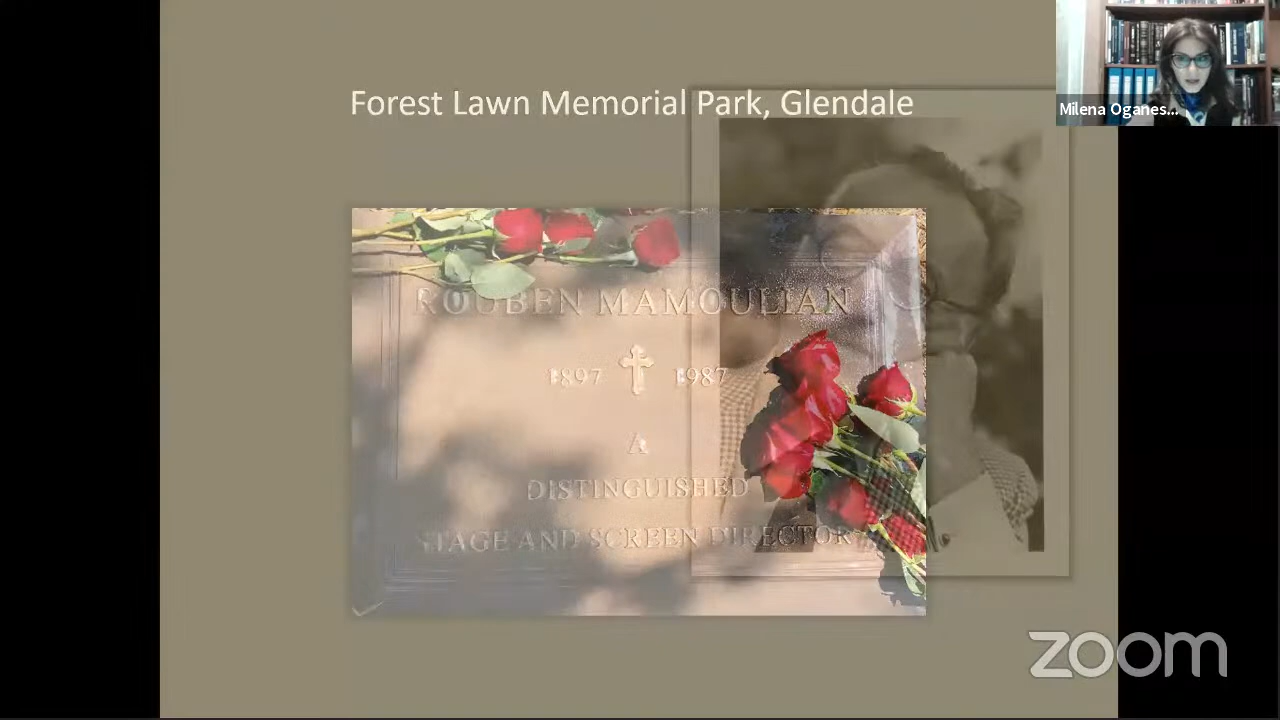 Forest Lawn Memorial Park, Glendale
Milena Oganes...
ROUBEN MAMOULIAN
1897 1987
A
DISTINGUISHED
STAGE AND SCREEN DIRECTOR
zoom